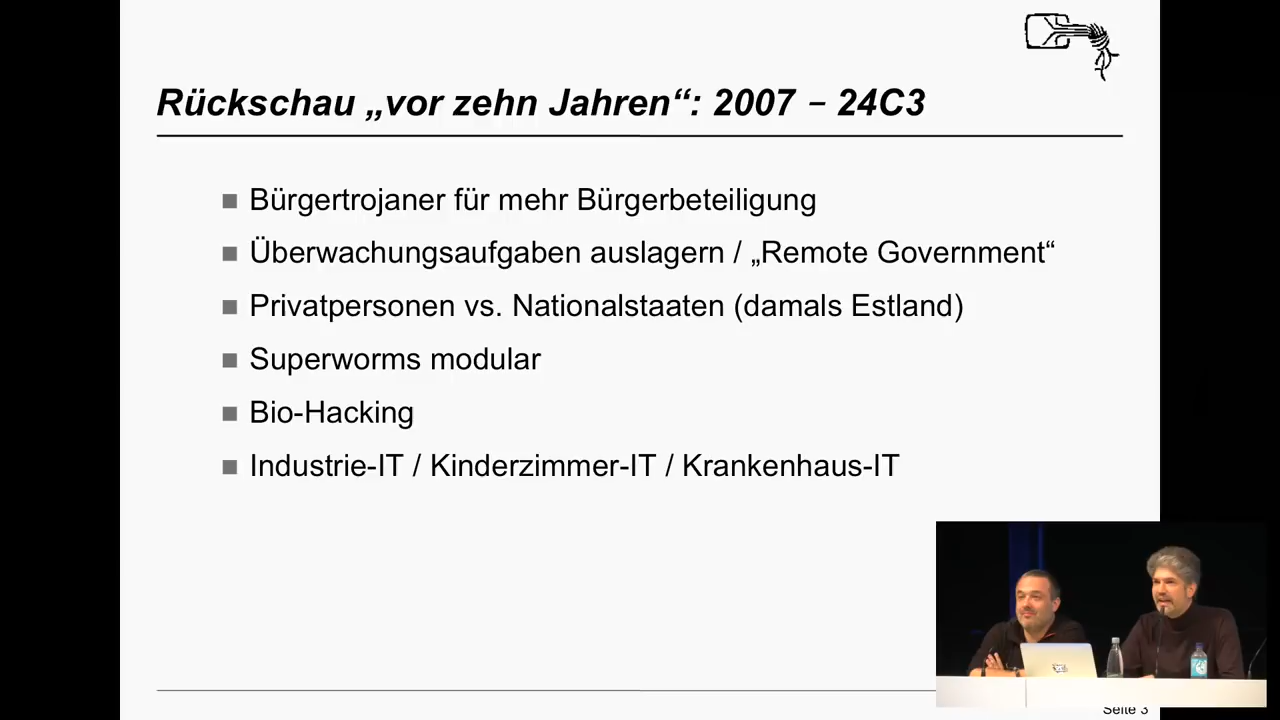 Rückschau „vor zehn Jahren“: 2007 – 24C3
Bürgertrojaner für mehr Bürgerbeteiligung
Überwachungsaufgaben auslagern / „Remote Government“
Privatpersonen vs. Nationalstaaten (damals Estland)
Superworms modular
Bio-Hacking
Industrie-IT / Kinderzimmer-IT / Krankenhaus-IT
Seite 3